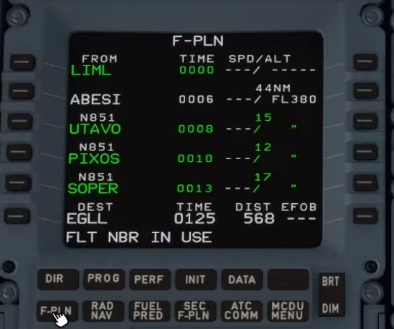 F-PLN
FROM TIME SPD/ALT
LIML 0000 ---/ -----
44NM
ABESI 0006 ---/ FL380
N851 15
UTAVO 0008 ---/ "
N851 12
PIXOS 0010 ---/ "
N851 17
SOPER 0013 ---/ "
DEST TIME DIST EFOB
EGLL 0125 568 ---
FLT NBR IN USE
DIR PROG PERF INIT DATA BRT
F-PLN RAD NAV FUEL PRED SEC F-PLN ATC COMM MCDU MENU DIM